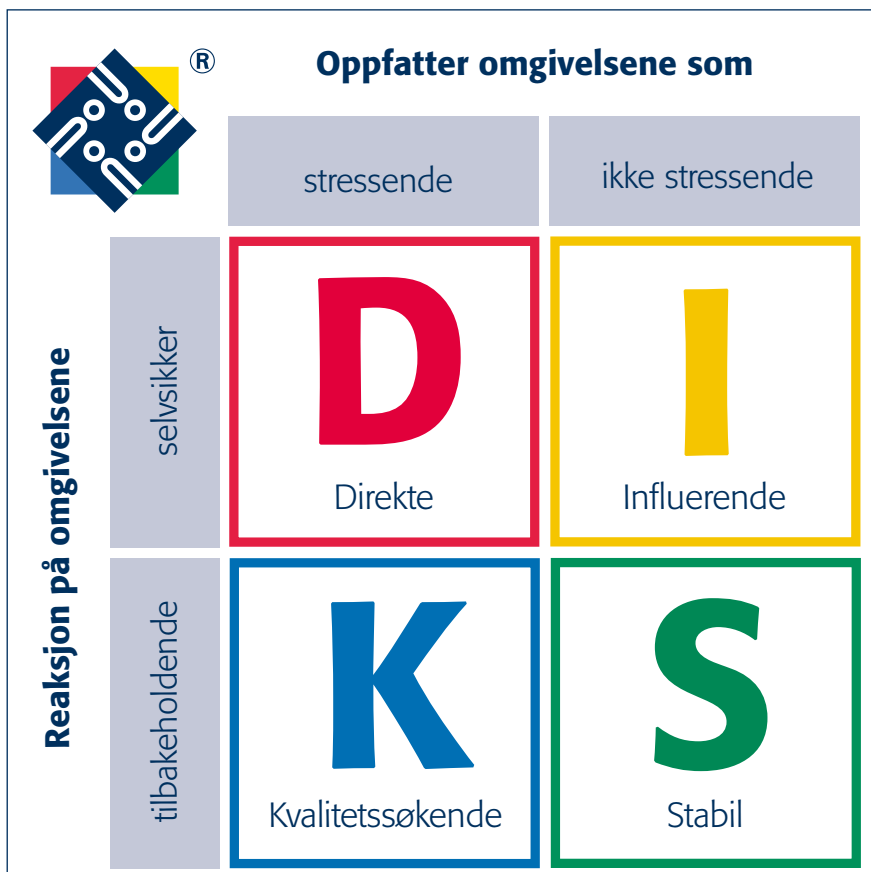 ®
Oppfatter omgivelsene som
stressende
ikke stressende
Reaksjon på omgivelsene
selvsikker
D
Direkte
I
Influerende
tilbakeholdende
K
Kvalitetssøkende
S
Stabil